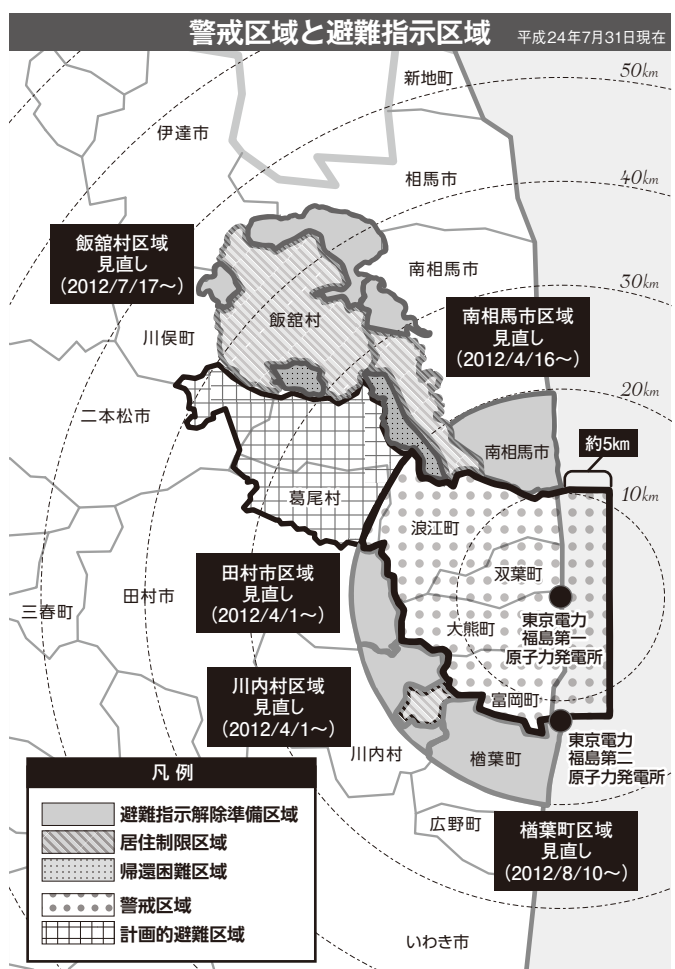 警戒区域と避難指示区域
平成24年7月31日現在
50km
新地町
伊達市
40km
相馬市
飯舘村区域
見直し
(2012/7/17～)
南相馬市
30km
南相馬市区域
見直し
(2012/4/16～)
飯舘村
川俣町
20km
二本松市
南相馬市
約5km
10km
葛尾村
浪江町
田村市区域
見直し
(2012/4/1～)
双葉町
田村市
三春町
大熊町
東京電力
福島第一
原子力発電所
川内村区域
見直し
(2012/4/1～)
富岡町
東京電力
福島第二
原子力発電所
川内村
楢葉町
広野町
楢葉町区域
見直し
(2012/8/10～)
凡例
避難指示解除準備区域
居住制限区域
帰還困難区域
警戒区域
計画的避難区域
いわき市